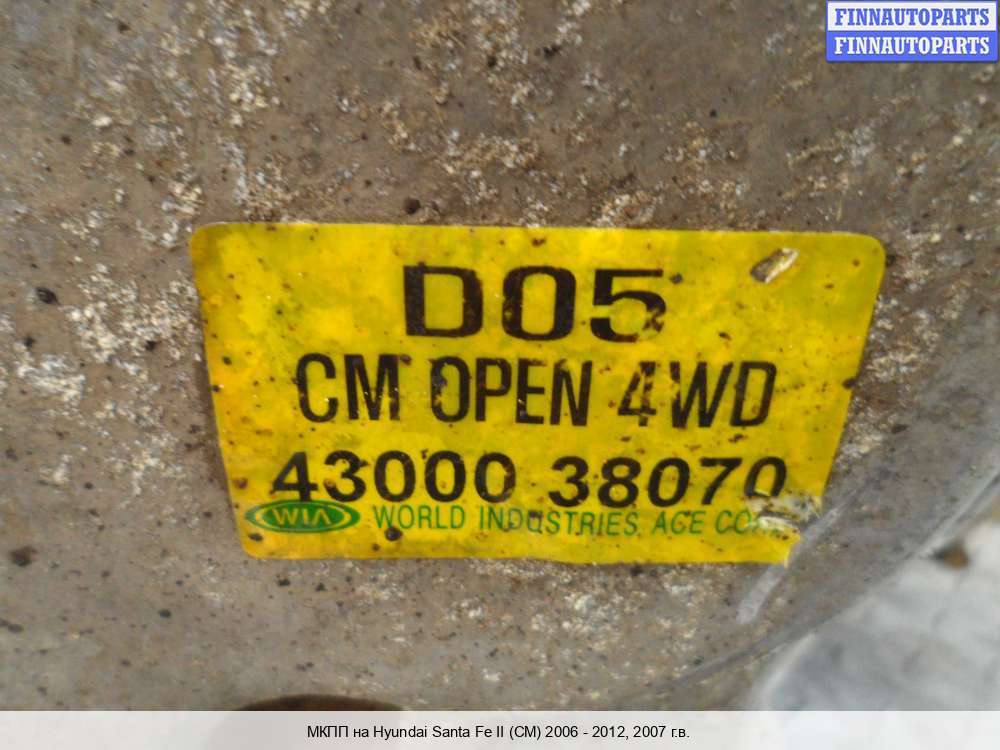 FINNAUTOPARTS
FINNAUTOPARTS
D05
CM OPEN 4WD
43000 38070
WIA WORLD INDUSTRIES ACE CO
МКПП на Hyundai Santa Fe II (CM) 2006 - 2012, 2007 г.в.